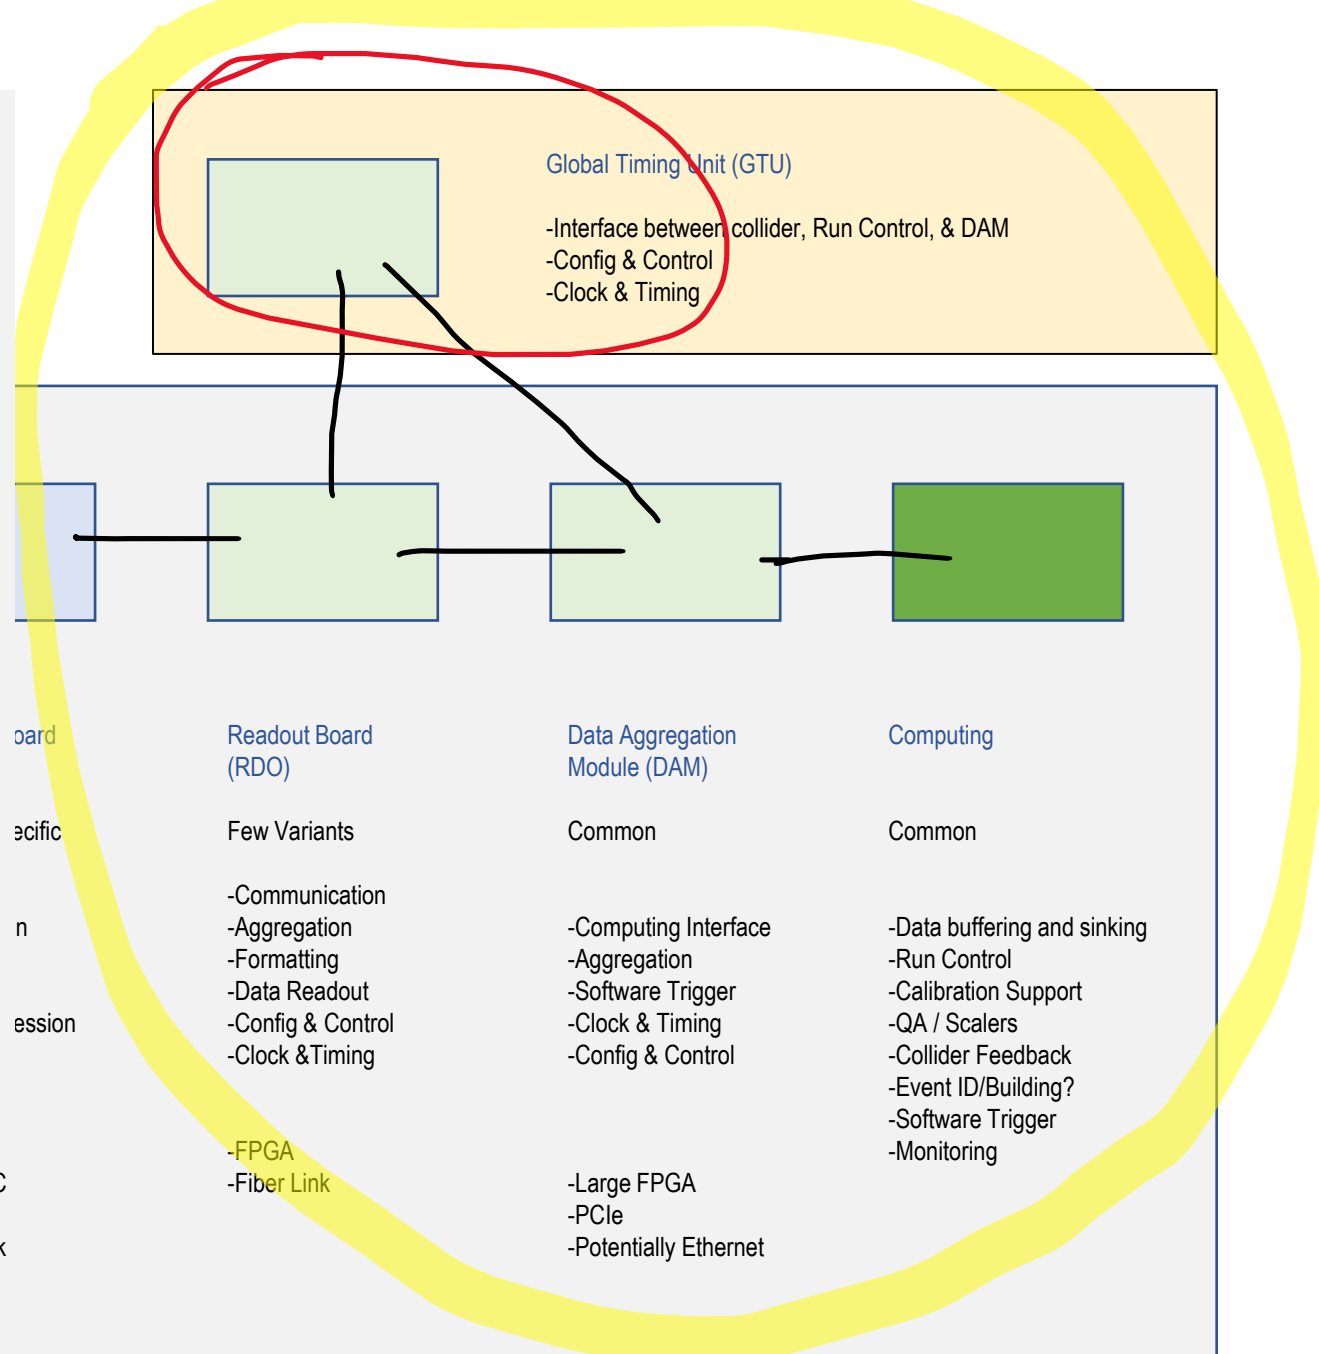 Global Timing Unit (GTU)
-Interface between collider, Run Control, & DAM
-Config & Control
-Clock & Timing
oard
ecific
n
ession
C
k
Readout Board
(RDO)
Few Variants
-Communication
-Aggregation
-Formatting
-Data Readout
-Config & Control
-Clock &Timing
-FPGA
-Fiber Link
Data Aggregation
Module (DAM)
Common
-Computing Interface
-Aggregation
-Software Trigger
-Clock & Timing
-Config & Control
-Large FPGA
-PCIe
-Potentially Ethernet
Computing
Common
-Data buffering and sinking
-Run Control
-Calibration Support
-QA / Scalers
-Collider Feedback
-Event ID/Building?
-Software Trigger
-Monitoring